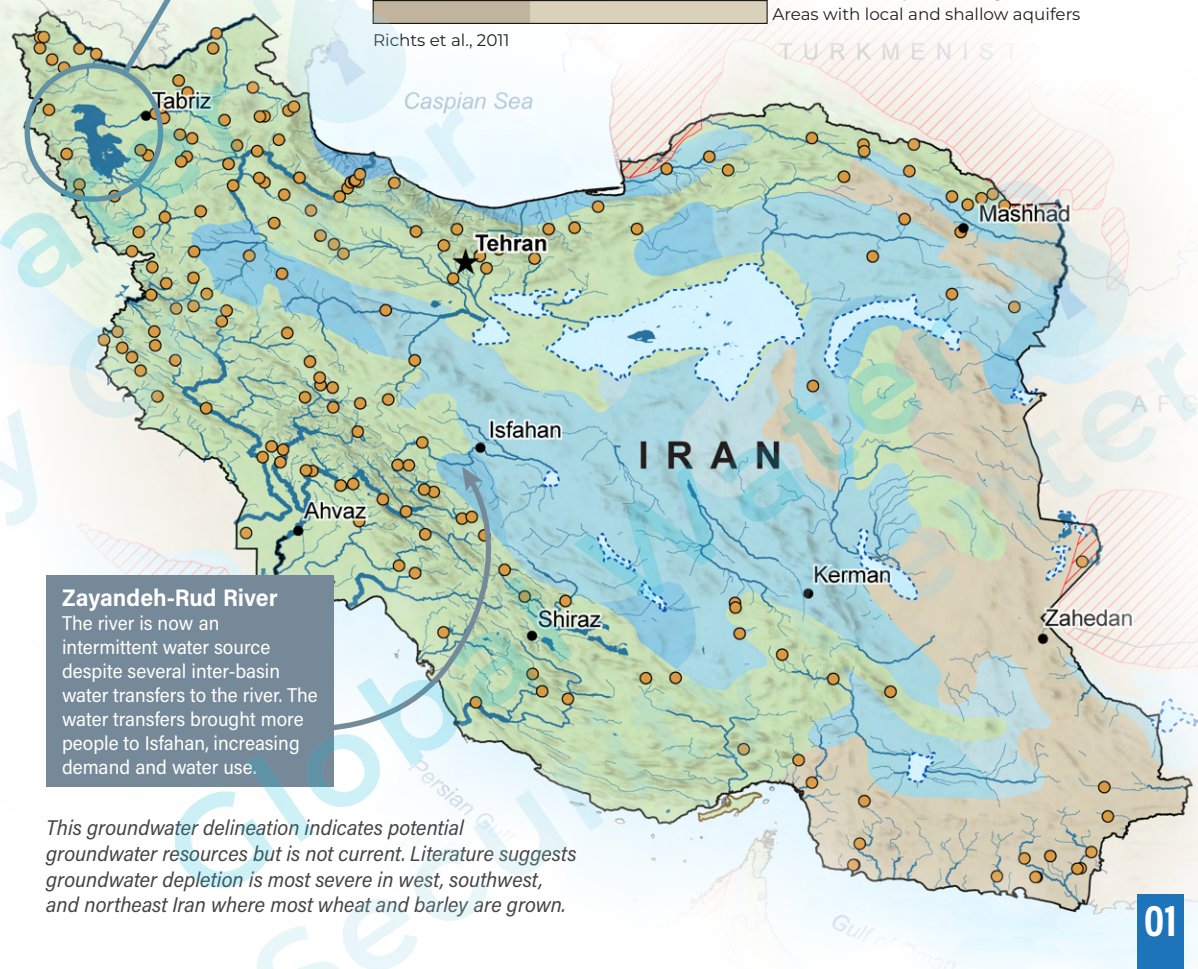 Areas with local and shallow aquifers
Richts et al., 2011
TURKMENIST
Caspian Sea
Tabriz
Mashhad
Tehran
AFG
Isfahan
IRAN
Ahvaz
Kerman
Zayandeh-Rud River
The river is now an
intermittent water source
despite several inter-basin
water transfers to the river. The
water transfers brought more
people to Isfahan, increasing
demand and water use.
Shiraz
Zahedan
Persian Gulf
This groundwater delineation indicates potential
groundwater resources but is not current. Literature suggests
groundwater depletion is most severe in west, southwest,
and northeast Iran where most wheat and barley are grown.
Gulf of Oman
01